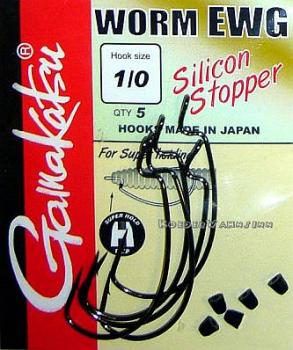 WORM EWG
Gamakatsu®
Hook size
1/0
Silicon
Stopper
QTY 5
HOOKS MADE IN JAPAN
For Super holding
SUPER HOLD
H
KöderWahnsinn